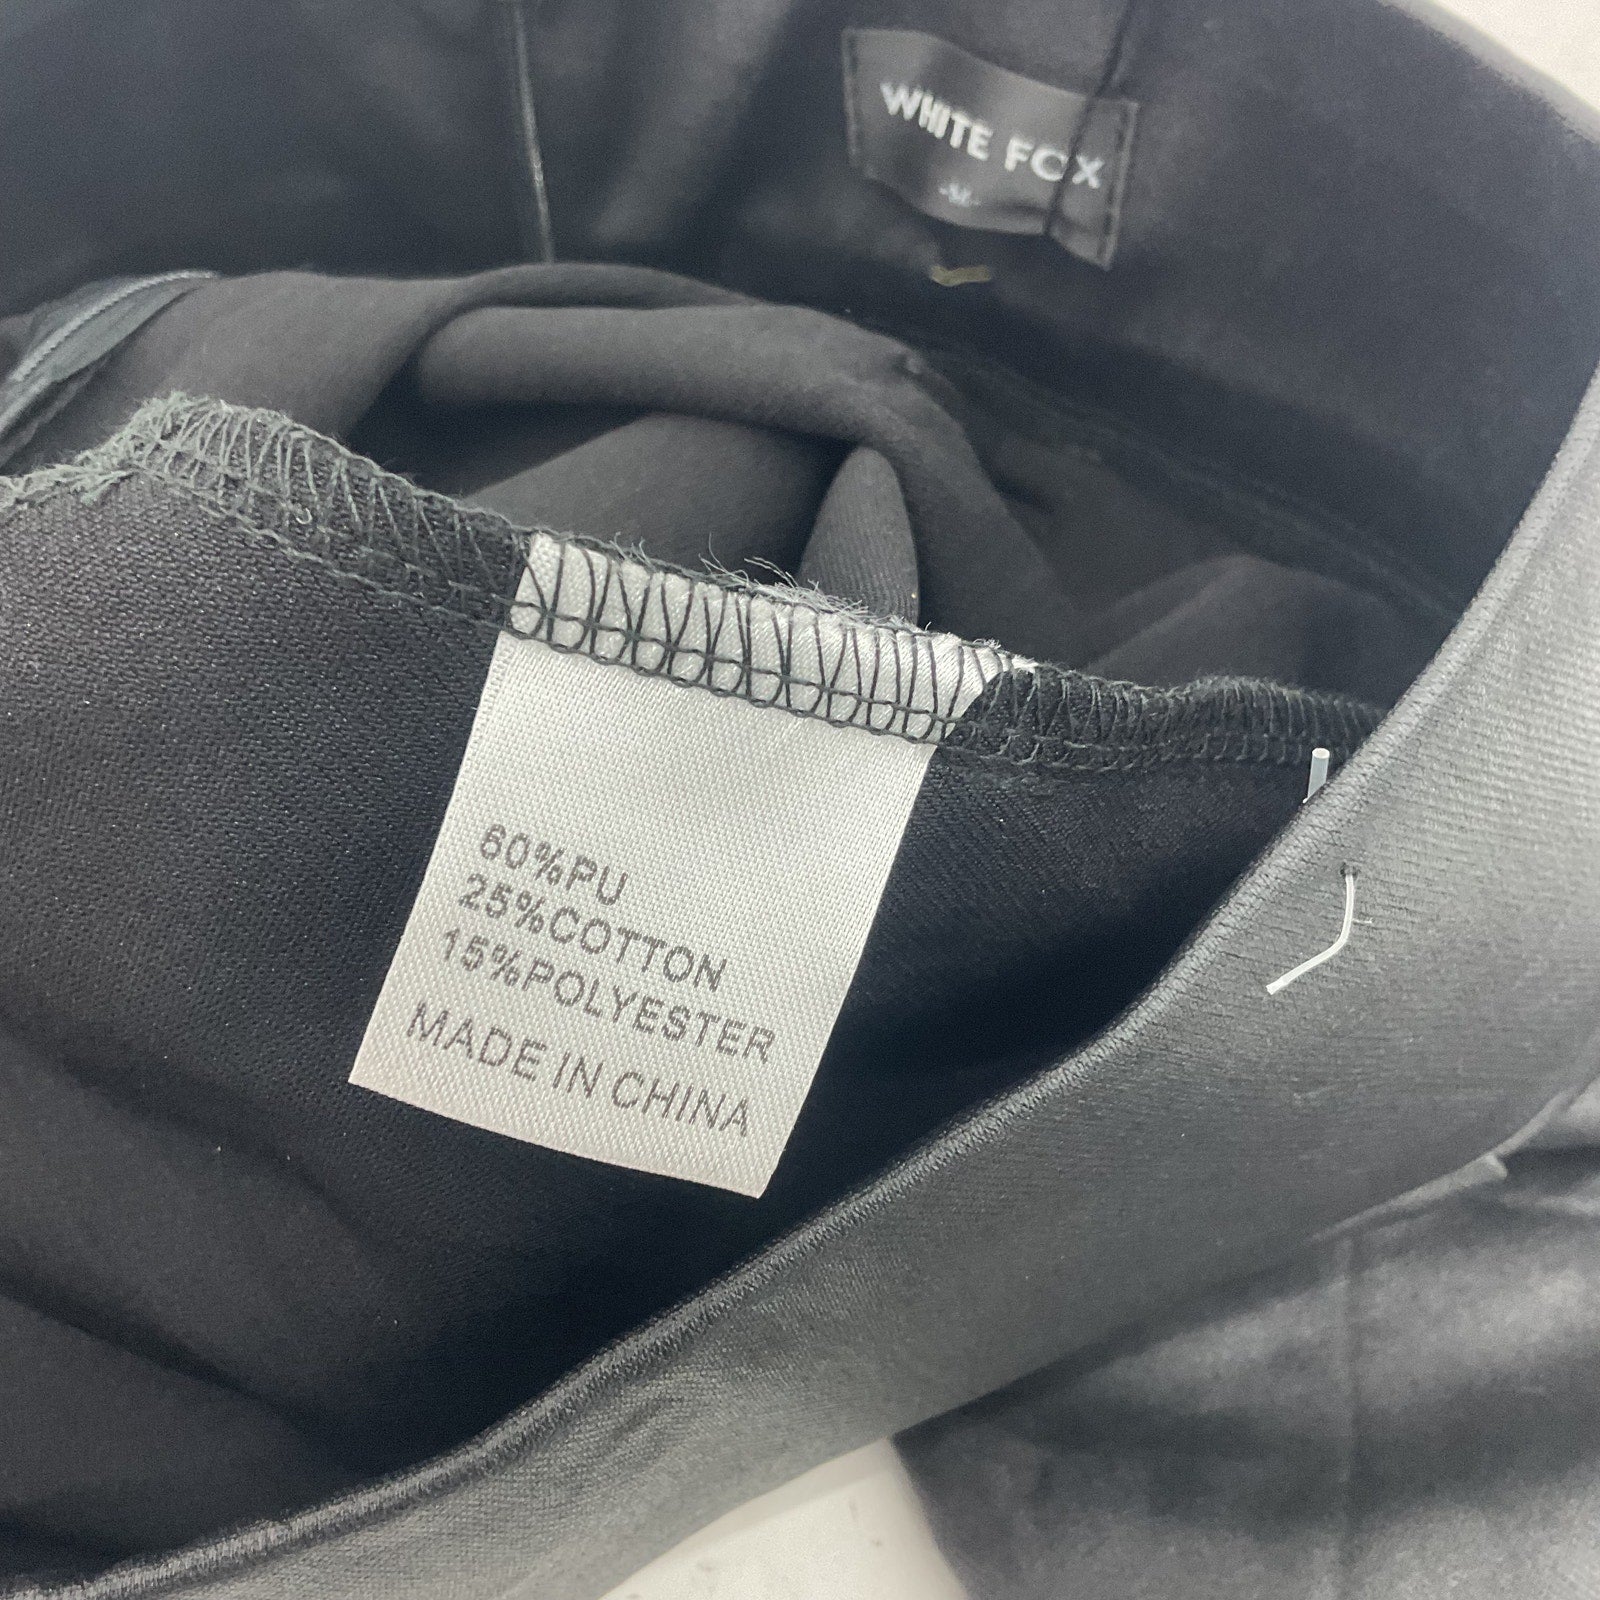 WHITE FOX
60%PU
25%COTTON
15%POLYESTER
MADE IN CHINA